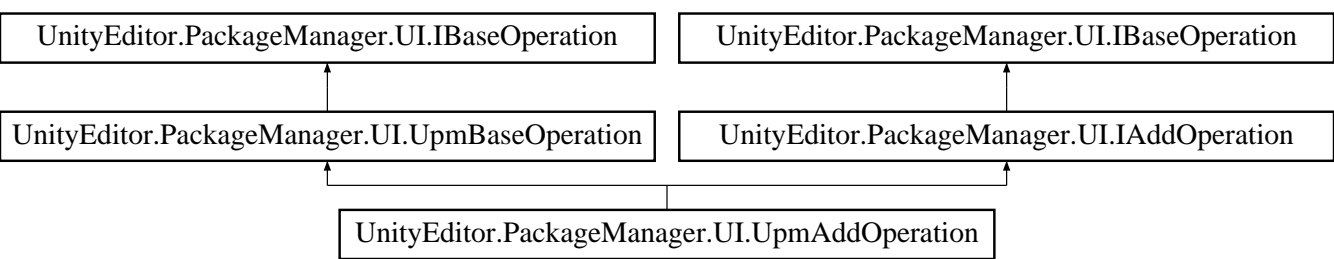 UnityEditor.PackageManager.UI.IBaseOperation
UnityEditor.PackageManager.UI.IBaseOperation
UnityEditor.PackageManager.UI.UpmBaseOperation
UnityEditor.PackageManager.UI.IAddOperation
UnityEditor.PackageManager.UI.UpmAddOperation